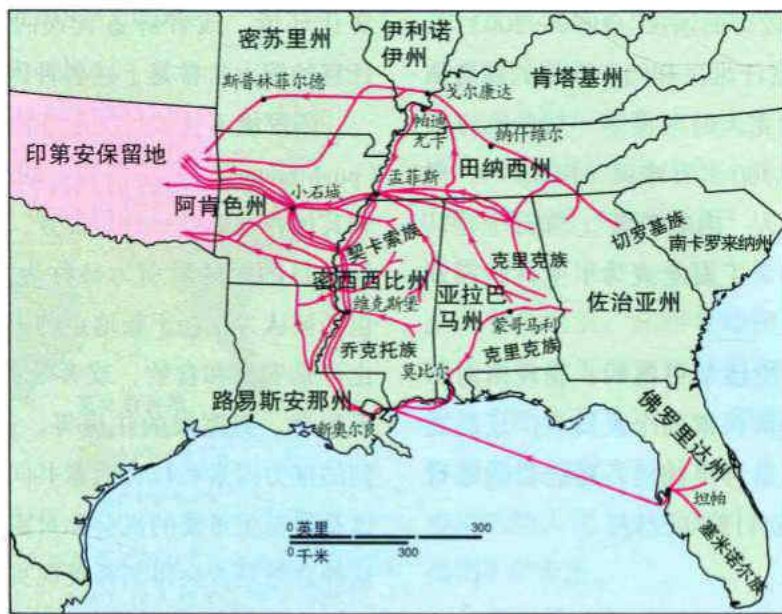 密苏里州
伊利诺
伊州
斯普林菲尔德
戈尔康达
肯塔基州
帕迪
尤卡
纳什维尔
印第安保留地
田纳西州
小石城
孟菲斯
阿肯色州
切罗基族
契卡索族
克里克族
南卡罗来纳州
密西西比州
亚拉巴
马州
佐治亚州
维克斯堡
蒙哥马利
乔克托族
克里克族
莫比尔
路易斯安那州
新奥尔良
佛罗里达州
坦帕
塞米诺尔族
0 英里 300
0 千米 300